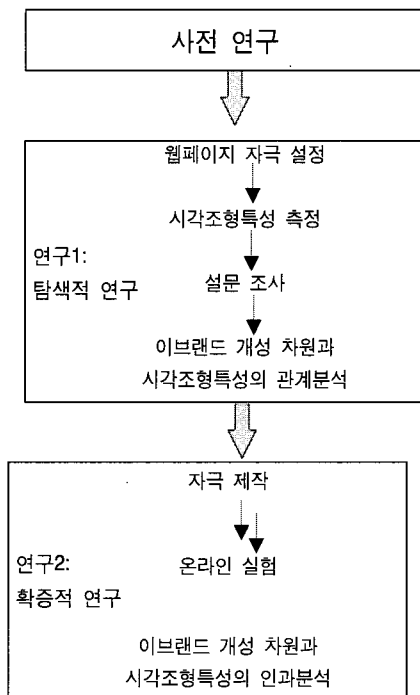 사전 연구
웹페이지 자극 설정
시각조형특성 측정
연구1:
탐색적 연구
설문 조사
이브랜드 개성 차원과
시각조형특성의 관계분석
자극 제작
연구2:
확증적 연구
온라인 실험
이브랜드 개성 차원과
시각조형특성의 인과분석